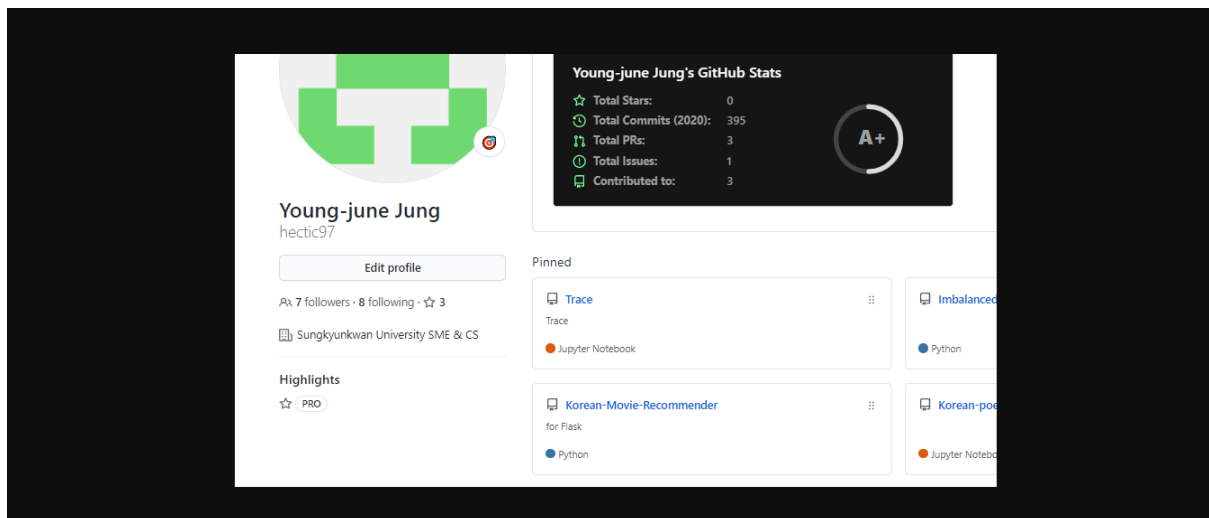 Young-june Jung's GitHub Stats
Total Stars: 0
Total Commits (2020): 395
Total PRs: 3
Total Issues: 1
Contributed to: 3
A+
Young-june Jung
hectic97
Edit profile
7 followers · 8 following · 3
Sungkyunkwan University SME & CS
Highlights
PRO
Pinned
Trace
Trace
Jupyter Notebook
Imbalanced
Python
Korean-Movie-Recommender
for Flask
Python
Korean-poe
Jupyter Notebo